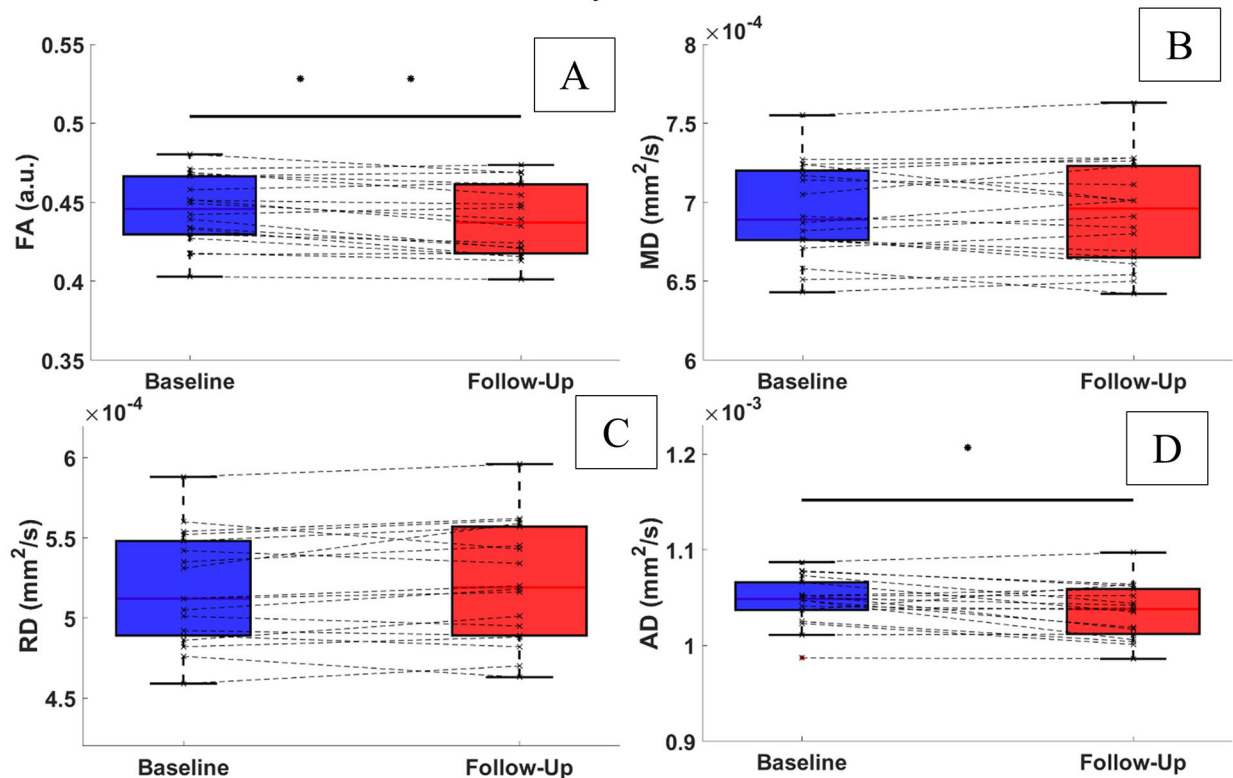 A
0.55
0.5
0.45
0.4
0.35
FA (a.u.)
* *
Baseline Follow-Up
B
×10⁻⁴
8
7.5
7
6.5
6
MD (mm²/s)
Baseline Follow-Up
C
×10⁻⁴
6
5.5
5
4.5
RD (mm²/s)
Baseline Follow-Up
D
×10⁻³
1.2
1.1
1
0.9
AD (mm²/s)
*
Baseline Follow-Up